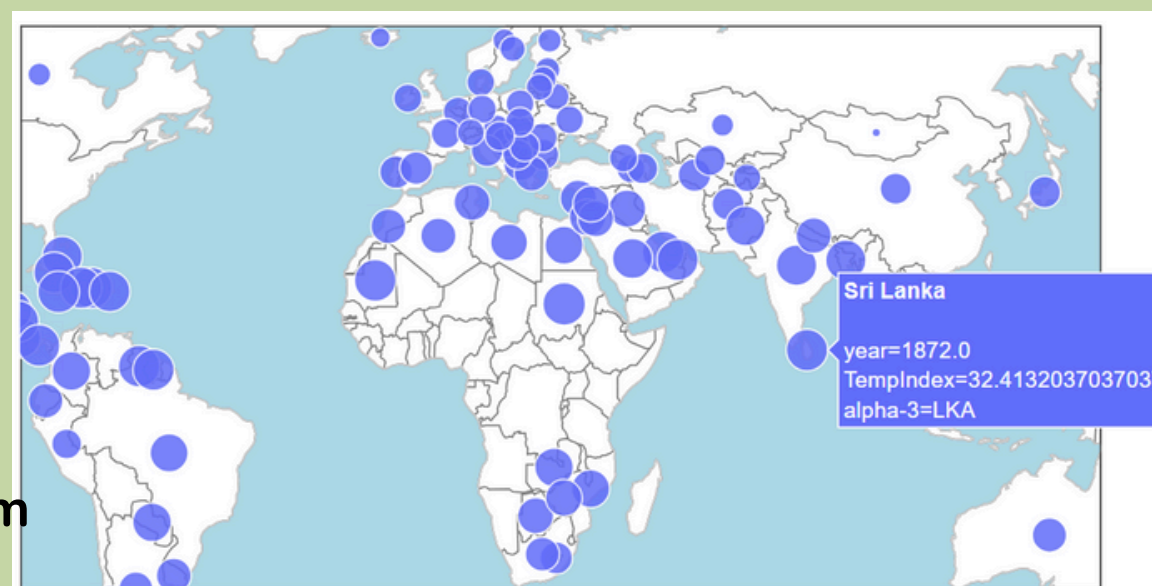 Sri Lanka
year=1872.0
TempIndex=32.413203703703
alpha-3=LKA
m